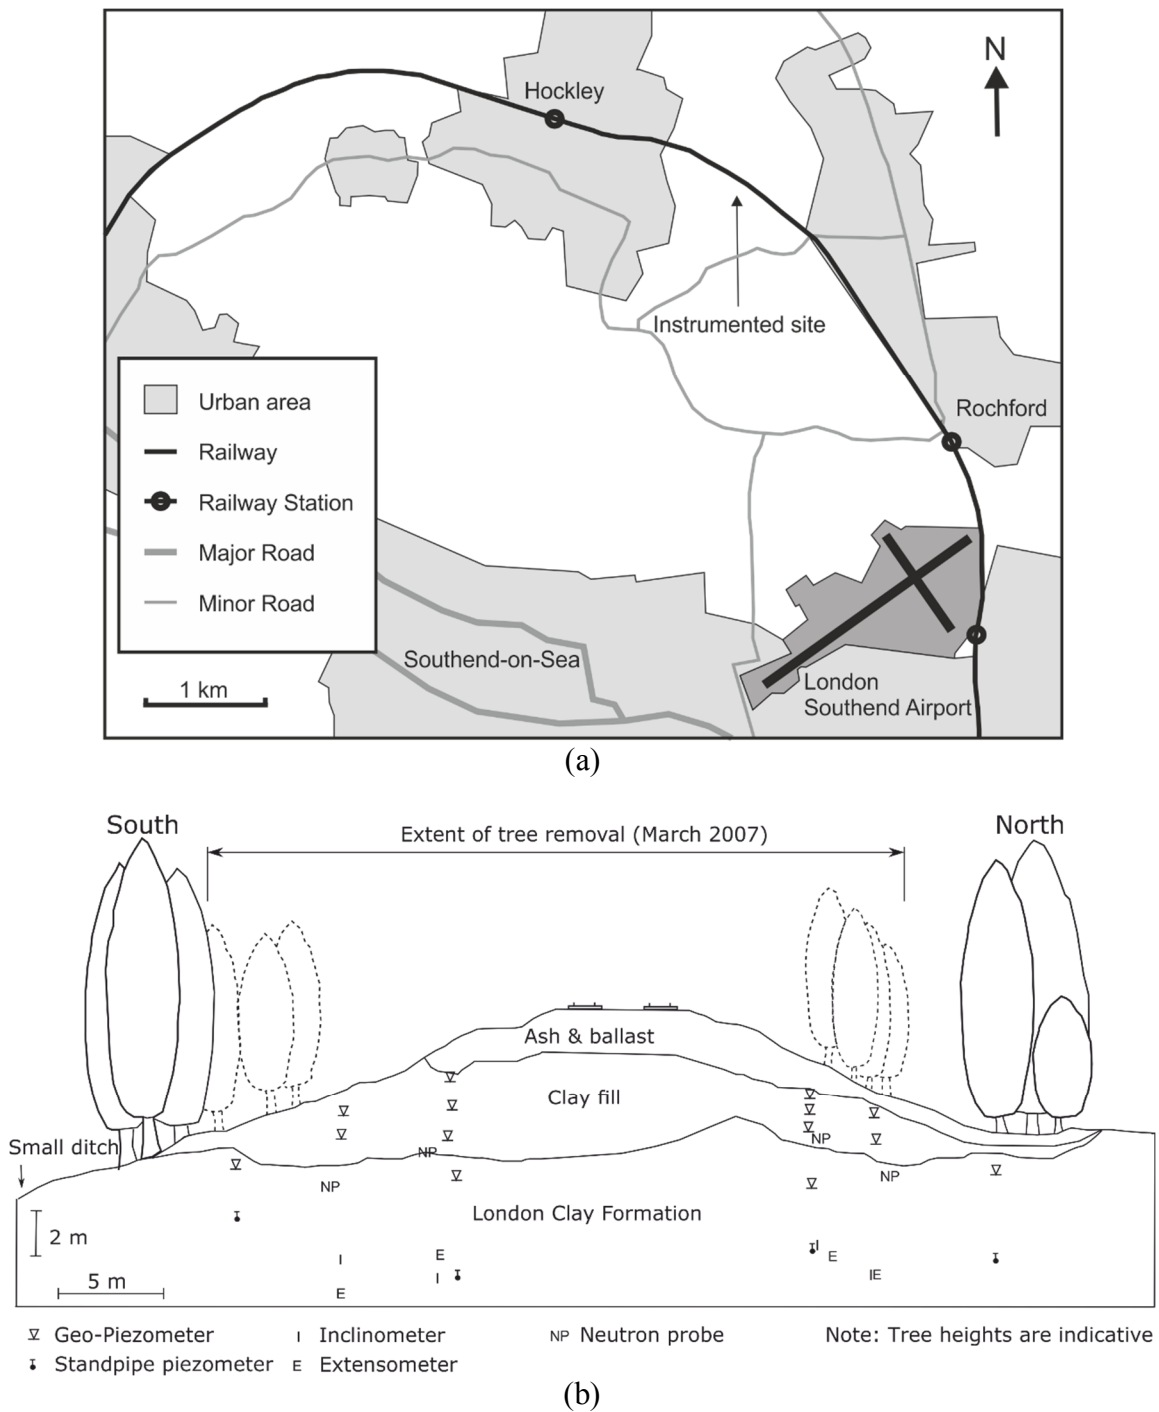 N
Hockley
Instrumented site
Urban area
Rochford
Railway
Railway Station
Major Road
Minor Road
Southend-on-Sea
1 km
London
Southend Airport
(a)
South
Extent of tree removal (March 2007)
North
Ash & ballast
Clay fill
Small ditch
NP
NP
NP
NP
London Clay Formation
2 m
I
E
I
E
E
I
I
E
IE
5 m
Geo-Piezometer
I Inclinometer
NP Neutron probe
Note: Tree heights are indicative
Standpipe piezometer
E Extensometer
(b)